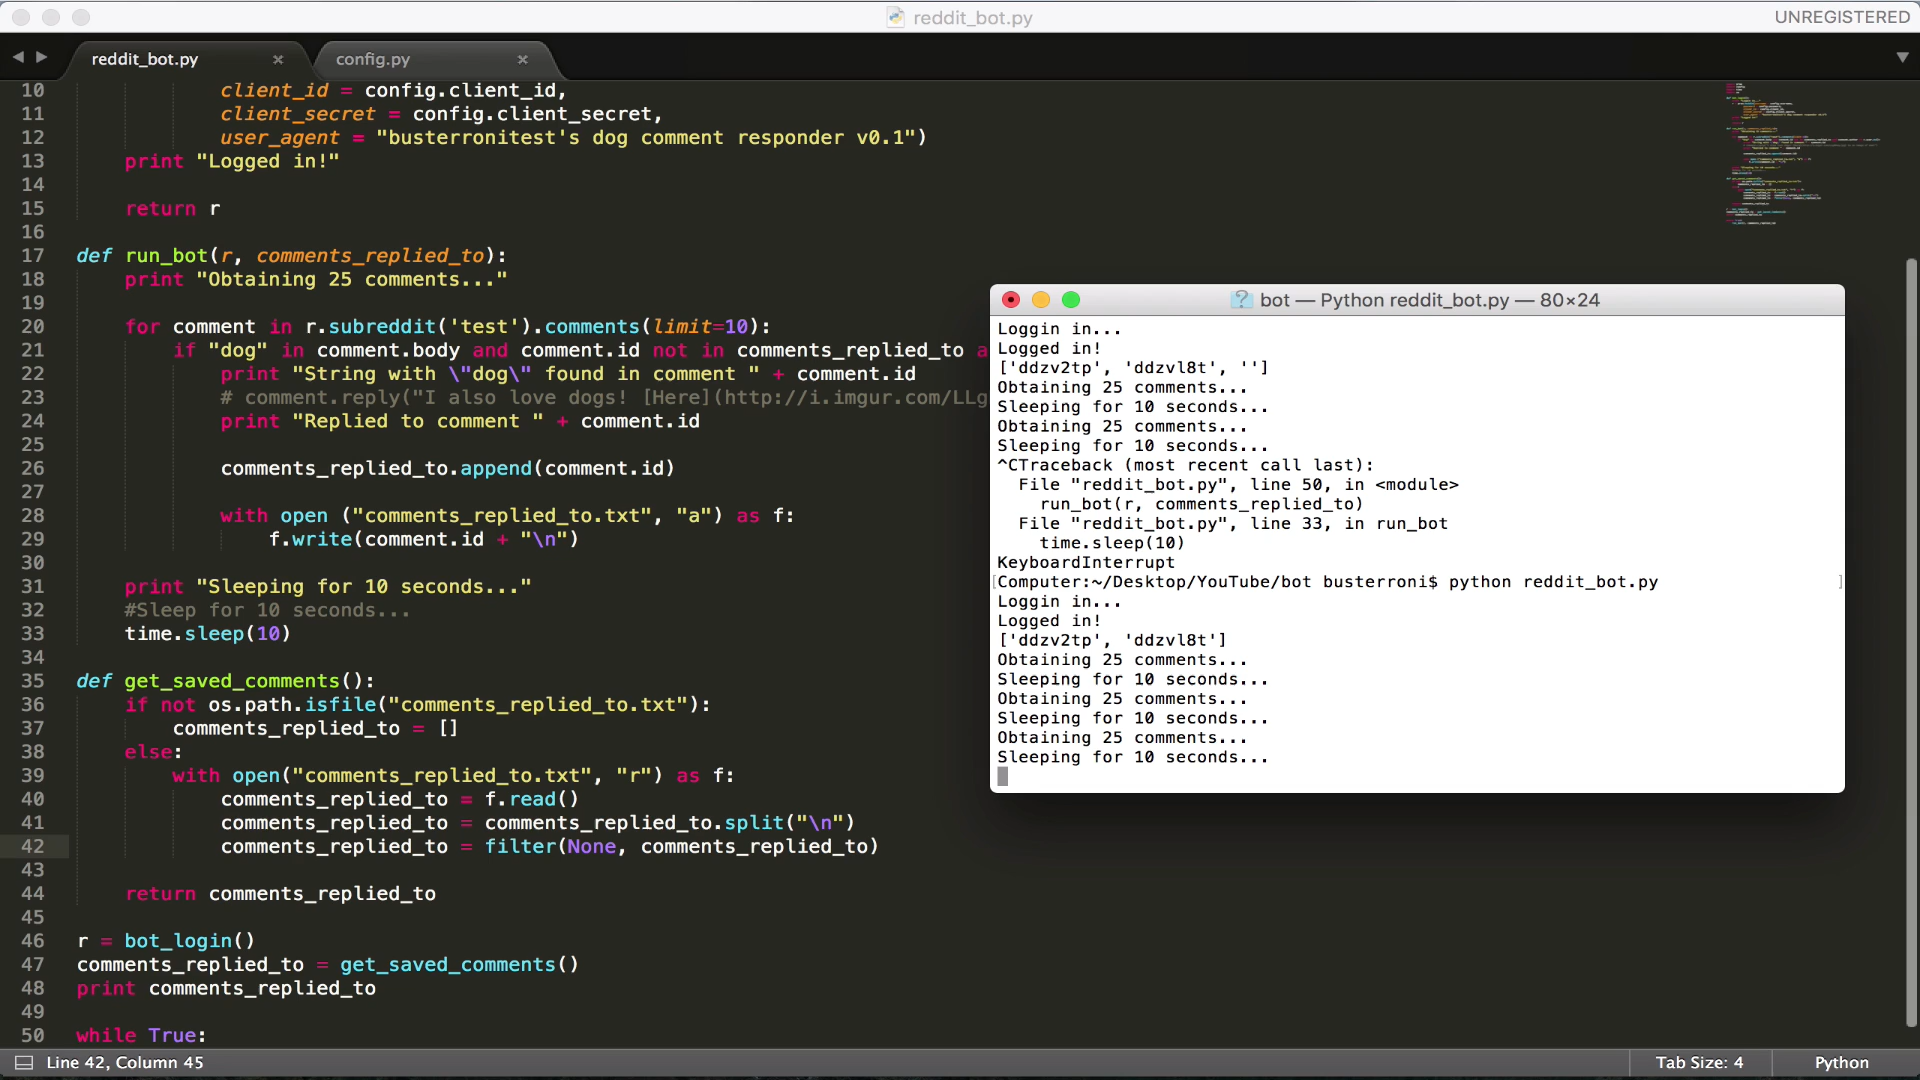 reddit_bot.py
UNREGISTERED
reddit_bot.py ×
config.py ×
10 client_id = config.client_id,
11 client_secret = config.client_secret,
12 user_agent = "busterronitest's dog comment responder v0.1")
13 print "Logged in!"
14
15 return r
16
17 def run_bot(r, comments_replied_to):
18 print "Obtaining 25 comments..."
19
20 for comment in r.subreddit('test').comments(limit=10):
21 if "dog" in comment.body and comment.id not in comments_replied_to a
22 print "String with \"dog\" found in comment " + comment.id
23 # comment.reply("I also love dogs! [Here](http://i.imgur.com/LLg
24 print "Replied to comment " + comment.id
25
26 comments_replied_to.append(comment.id)
27
28 with open ("comments_replied_to.txt", "a") as f:
29 f.write(comment.id + "\n")
30
31 print "Sleeping for 10 seconds..."
32 #Sleep for 10 seconds...
33 time.sleep(10)
34
35 def get_saved_comments():
36 if not os.path.isfile("comments_replied_to.txt"):
37 comments_replied_to = []
38 else:
39 with open("comments_replied_to.txt", "r") as f:
40 comments_replied_to = f.read()
41 comments_replied_to = comments_replied_to.split("\n")
42 comments_replied_to = filter(None, comments_replied_to)
43
44 return comments_replied_to
45
46 r = bot_login()
47 comments_replied_to = get_saved_comments()
48 print comments_replied_to
49
50 while True:
bot — Python reddit_bot.py — 80×24
Loggin in...
Logged in!
['ddzv2tp', 'ddzvl8t', '']
Obtaining 25 comments...
Sleeping for 10 seconds...
Obtaining 25 comments...
Sleeping for 10 seconds...
^CTraceback (most recent call last):
File "reddit_bot.py", line 50, in <module>
run_bot(r, comments_replied_to)
File "reddit_bot.py", line 33, in run_bot
time.sleep(10)
KeyboardInterrupt
[Computer:~/Desktop/YouTube/bot busterroni$ python reddit_bot.py ]
Loggin in...
Logged in!
['ddzv2tp', 'ddzvl8t']
Obtaining 25 comments...
Sleeping for 10 seconds...
Obtaining 25 comments...
Sleeping for 10 seconds...
Obtaining 25 comments...
Sleeping for 10 seconds...
Line 42, Column 45
Tab Size: 4
Python